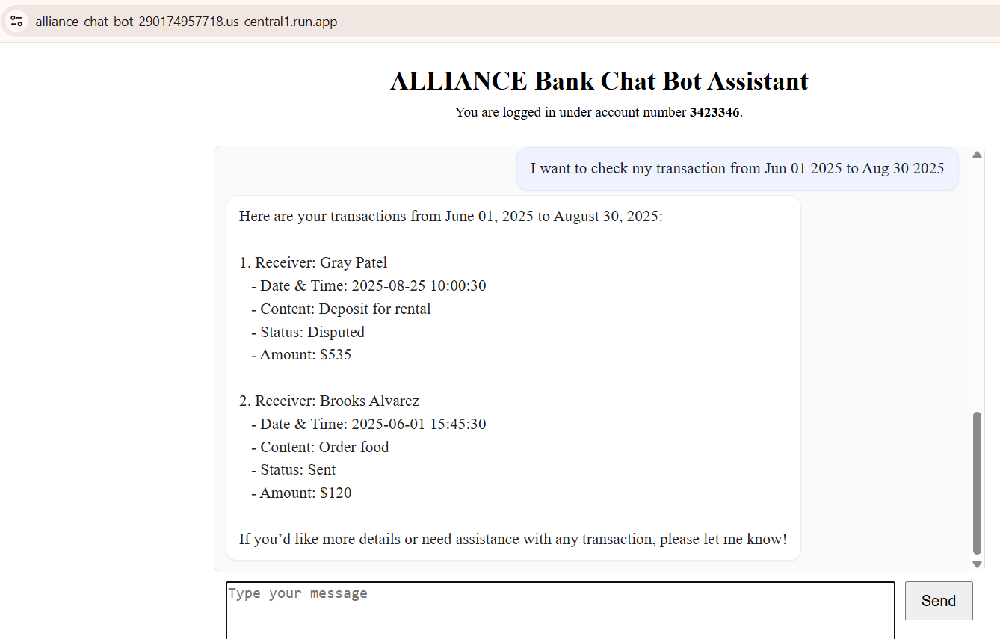 alliance-chat-bot-290174957718.us-central1.run.app
ALLIANCE Bank Chat Bot Assistant
You are logged in under account number 3423346.
I want to check my transaction from Jun 01 2025 to Aug 30 2025
Here are your transactions from June 01, 2025 to August 30, 2025:
1. Receiver: Gray Patel
- Date & Time: 2025-08-25 10:00:30
- Content: Deposit for rental
- Status: Disputed
- Amount: $535
2. Receiver: Brooks Alvarez
- Date & Time: 2025-06-01 15:45:30
- Content: Order food
- Status: Sent
- Amount: $120
If you’d like more details or need assistance with any transaction, please let me know!
Type your message
Send